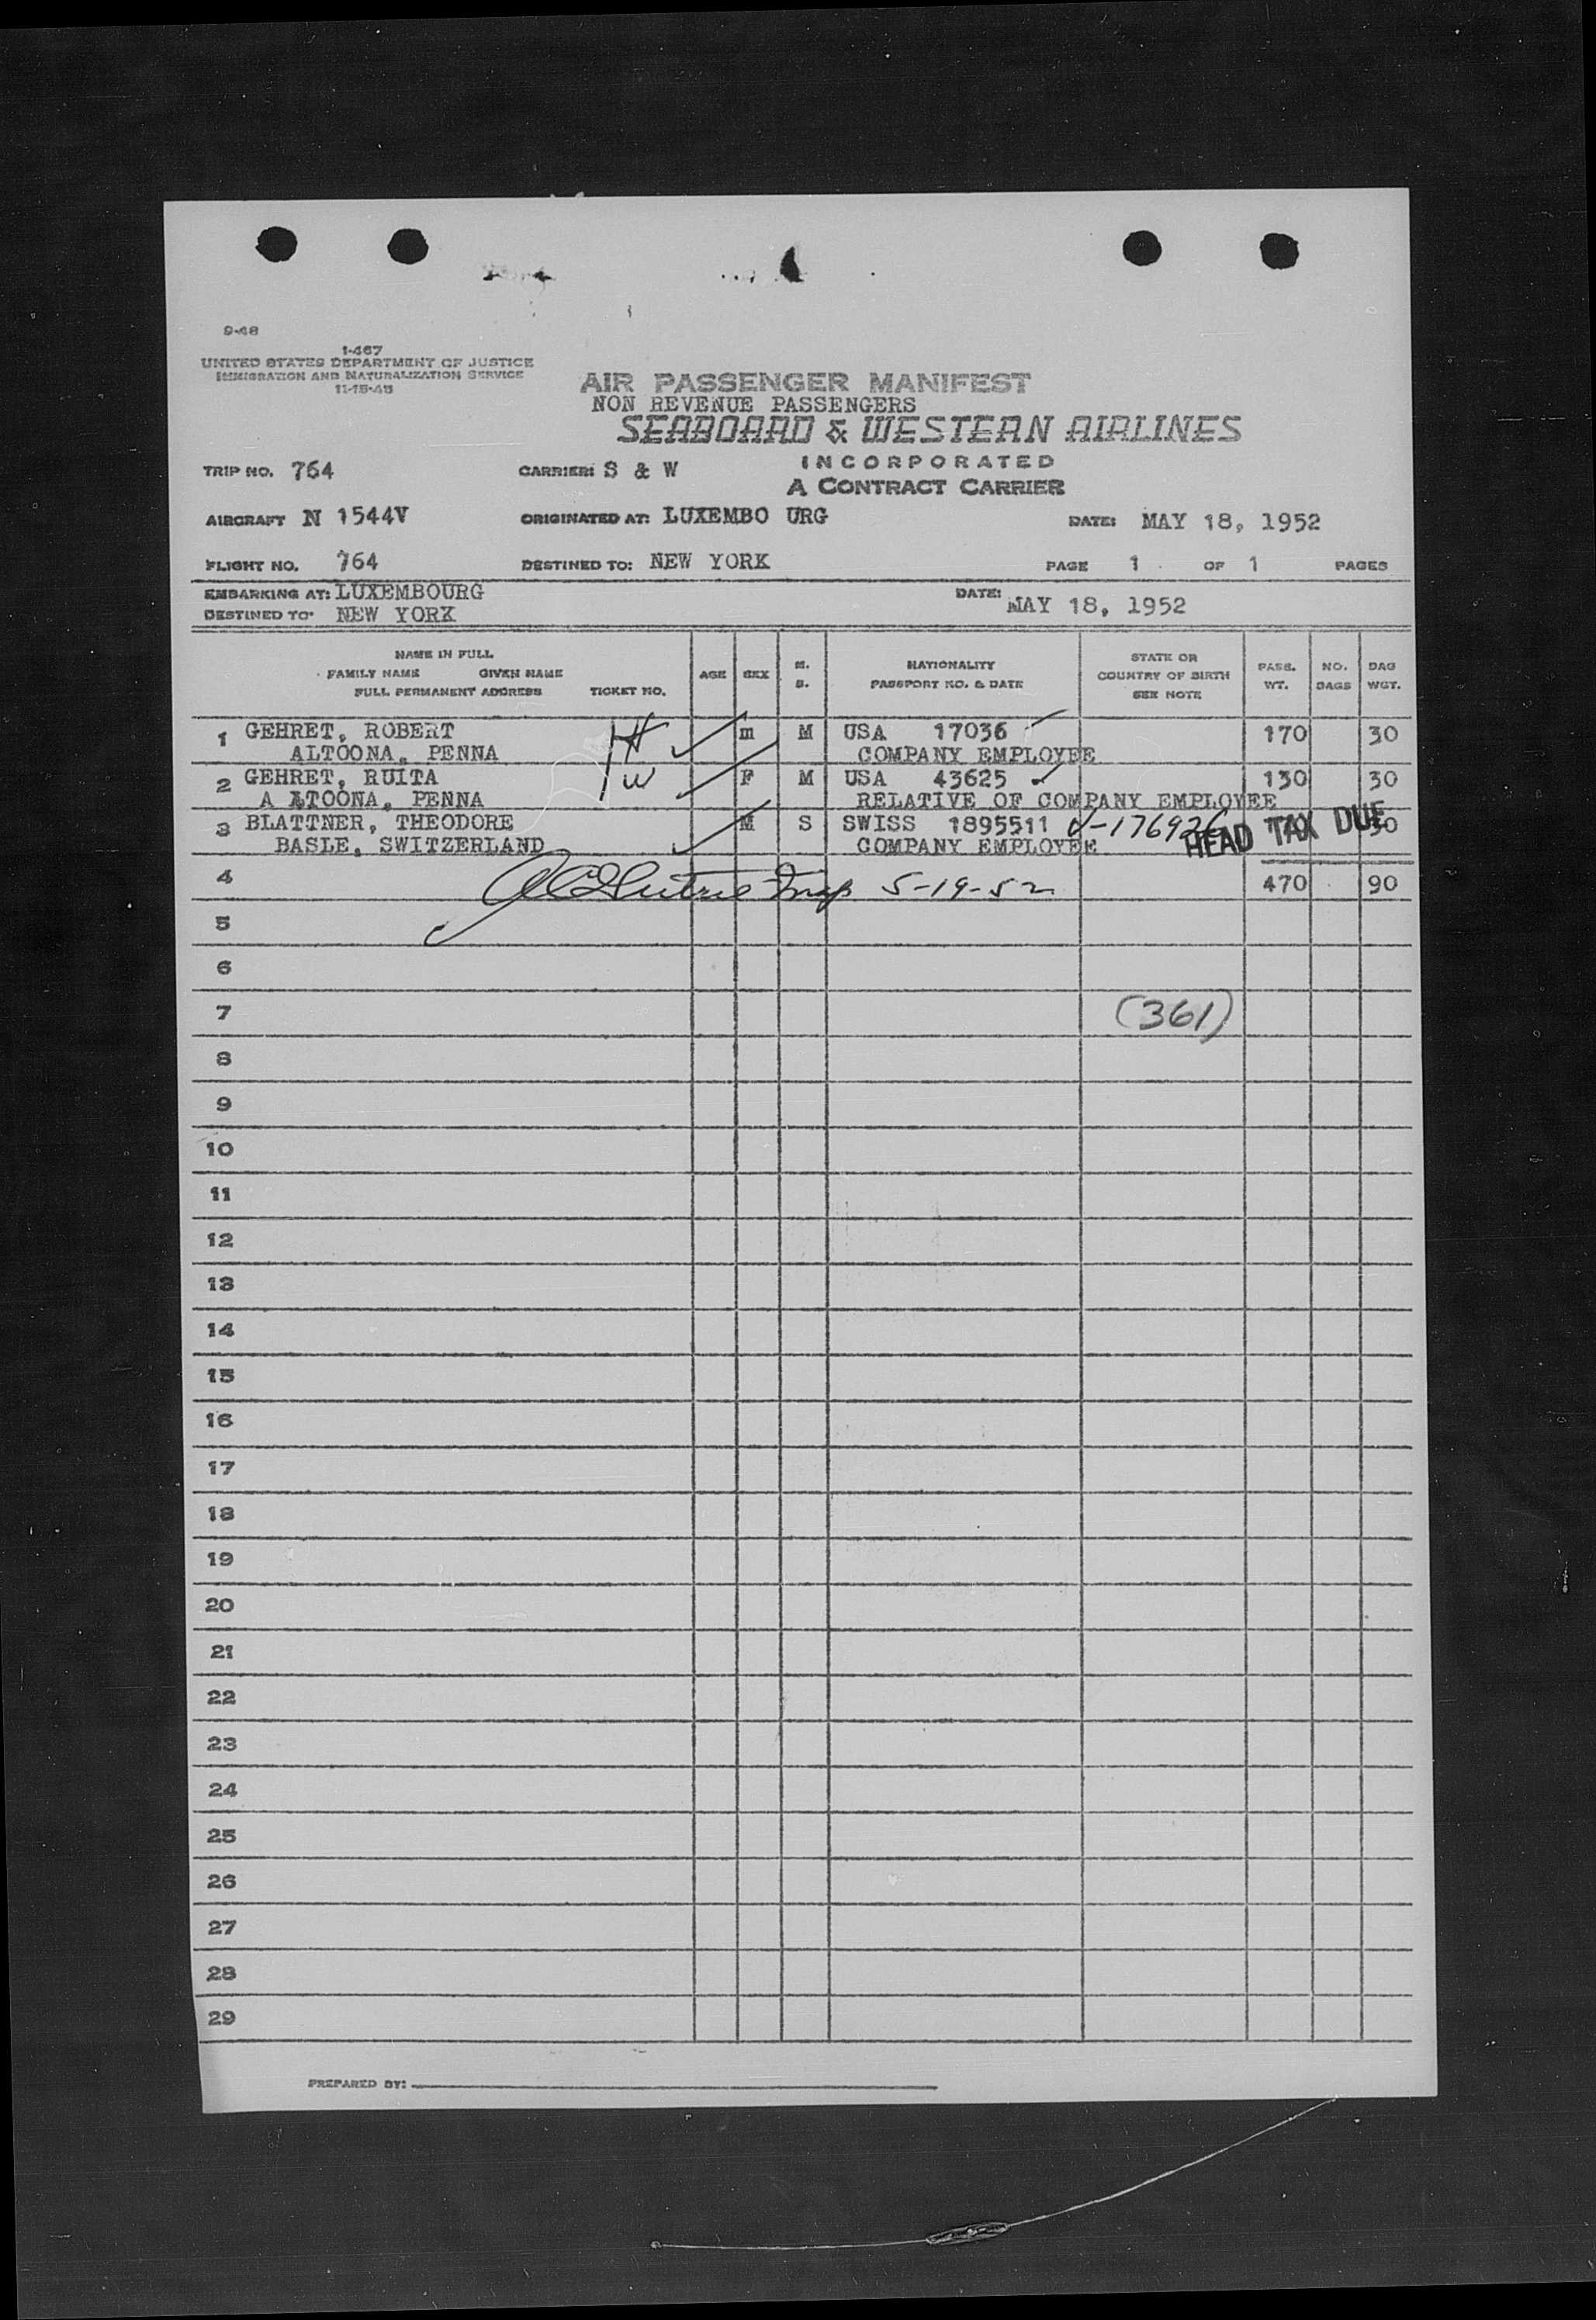 9-48
I-467
UNITED STATES DEPARTMENT OF JUSTICE
IMMIGRATION AND NATURALIZATION SERVICE
11-15-45
AIR PASSENGER MANIFEST
NON REVENUE PASSENGERS
SEABOARD & WESTERN AIRLINES
INCORPORATED
A CONTRACT CARRIER
TRIP NO. 764 CARRIER: S & W
AIRCRAFT N 1544V ORIGINATED AT: LUXEMBO URG DATE: MAY 18, 1952
FLIGHT NO. 764 DESTINED TO: NEW YORK PAGE 1 OF 1 PAGES
EMBARKING AT: LUXEMBOURG DATE: MAY 18, 1952
DESTINED TO: NEW YORK
NAME IN FULL
FAMILY NAME GIVEN NAME
FULL PERMANENT ADDRESS TICKET NO. AGE SEX M. S. NATIONALITY PASSPORT NO. & DATE STATE OR COUNTRY OF BIRTH SEE NOTE PASS. WT. NO. BAGS BAG WGT.
1 GEHRET, ROBERT H m M USA 17036 170 30
ALTOONA, PENNA COMPANY EMPLOYEE
2 GEHRET, RUITA W F M USA 43625 130 30
A LTOONA, PENNA RELATIVE OF COMPANY EMPLOYEE
3 BLATTNER, THEODORE M S SWISS 1895511 HEAD TAX DUE 30
BASLE, SWITZERLAND COMPANY EMPLOYEE
4 5-19-52 470 90
5
6
7 (361)
8
9
10
11
12
13
14
15
16
17
18
19
20
21
22
23
24
25
26
27
28
29
PREPARED BY: